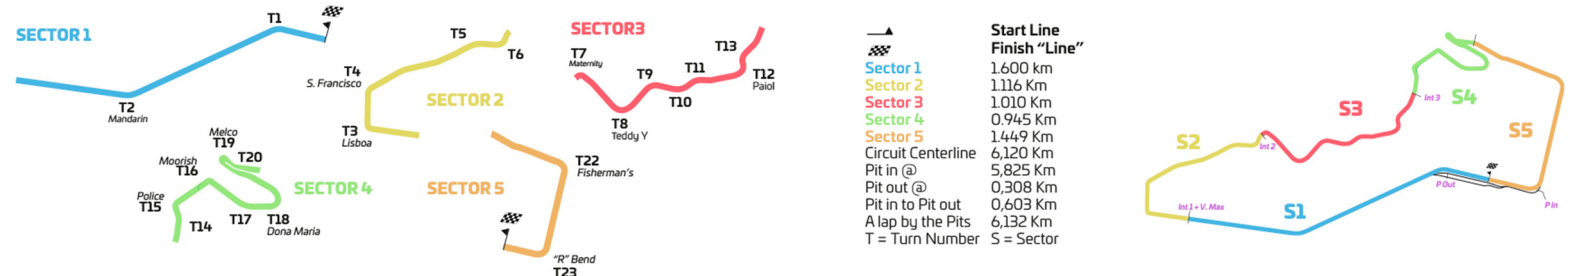 SECTOR 1
T1
T2
Mandarin
SECTOR 2
T3
Lisboa
T4
S. Francisco
T5
T6
SECTOR3
T7
Maternity
T8
Teddy Y
T9
T10
T11
T12
Paiol
T13
SECTOR 4
T14
Police
T15
Moorish
T16
T17
T18
Dona Maria
Melco
T19
T20
SECTOR 5
T22
Fisherman's
"R" Bend
T23
Start Line
Finish "Line"
Sector 1 1.600 km
Sector 2 1.116 Km
Sector 3 1.010 Km
Sector 4 0.945 Km
Sector 5 1.449 Km
Circuit Centerline 6,120 Km
Pit in @ 5,825 Km
Pit out @ 0,308 Km
Pit in to Pit out 0,603 Km
A lap by the Pits 6,132 Km
T = Turn Number S = Sector
S1
Int 1 + V. Max
S2
Int 2
S3
Int 3
S4
S5
P Out
P In